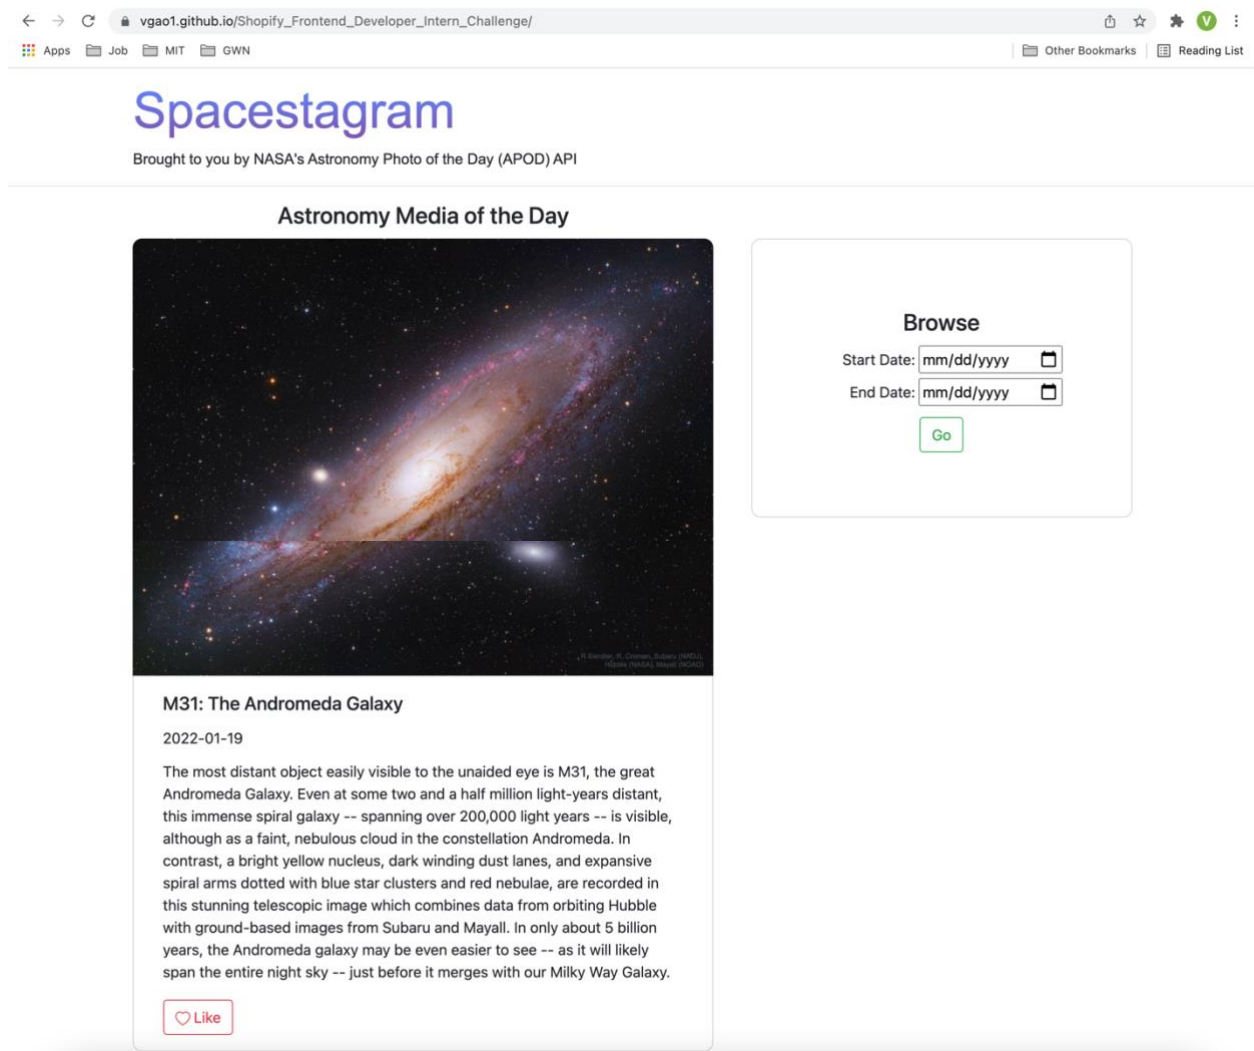 vgao1.github.io/Shopify_Frontend_Developer_Intern_Challenge/
V
Apps
Job
MIT
GWN
Other Bookmarks
Reading List
Spacestagram
Brought to you by NASA's Astronomy Photo of the Day (APOD) API
Astronomy Media of the Day
R.Gendler, R. Croman, Subaru (NAOJ),
Hubble (NASA), Mayall (NOAO)
M31: The Andromeda Galaxy
2022-01-19
The most distant object easily visible to the unaided eye is M31, the great
Andromeda Galaxy. Even at some two and a half million light-years distant,
this immense spiral galaxy -- spanning over 200,000 light years -- is visible,
although as a faint, nebulous cloud in the constellation Andromeda. In
contrast, a bright yellow nucleus, dark winding dust lanes, and expansive
spiral arms dotted with blue star clusters and red nebulae, are recorded in
this stunning telescopic image which combines data from orbiting Hubble
with ground-based images from Subaru and Mayall. In only about 5 billion
years, the Andromeda galaxy may be even easier to see -- as it will likely
span the entire night sky -- just before it merges with our Milky Way Galaxy.
Like
Browse
Start Date: mm/dd/yyyy
End Date: mm/dd/yyyy
Go